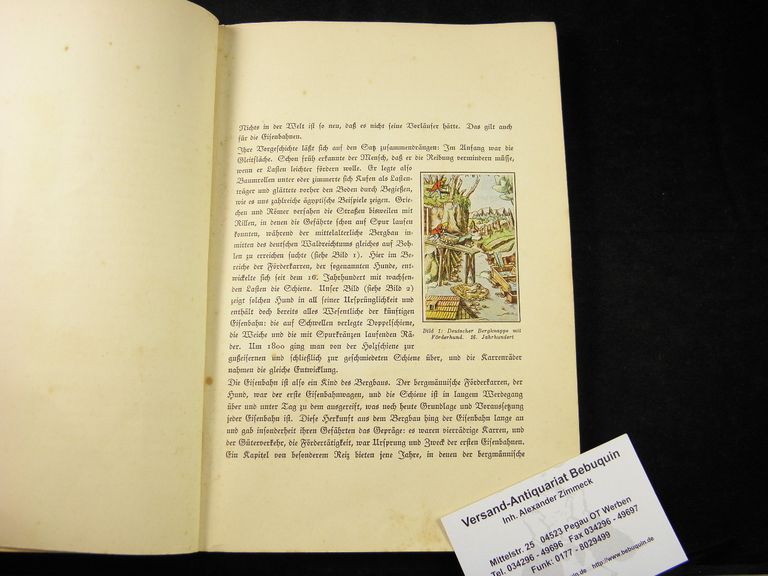 Nichts in der Welt ist so neu, daß es nicht seine Vorläufer hätte. Das gilt auch
für die Eisenbahnen.
Ihre Vorgeschichte läßt sich auf den Satz zusammendrängen: Im Anfang war die
Gleitfläche. Schon früh erkannte der Mensch, daß er die Reibung vermindern müsse,
wenn er Lasten leichter fördern wolle. Er legte also
Baumrollen unter oder zimmerte sich Kufen als Lasten-
träger und glättete vorher den Boden durch Begießen,
wie es uns zahlreiche ägyptische Beispiele zeigen. Grie-
chen und Römer versahen die Straßen bisweilen mit
Rillen, in denen die Gefährte schon auf Spur laufen
konnten, während der mittelalterliche Bergbau in-
mitten des deutschen Waldreichtums gleiches auf Boh-
len zu erreichen suchte (siehe Bild 1). Hier im Be-
reiche der Förderkarren, der sogenannten Hunde, ent-
wickelte sich seit dem 16. Jahrhundert mit wachsen-
den Lasten die Schiene. Unser Bild (siehe Bild 2)
zeigt solchen Hund in all seiner Ursprünglichkeit und
enthält doch bereits alles Wesentliche der künftigen
Eisenbahn: die auf Schwellen verlegte Doppelschiene,
die Weiche und die mit Spurkränzen laufenden Rä-
der. Um 1800 ging man von der Holzschiene zur
gußeisernen und schließlich zur geschmiedeten Schiene über, und die Karrenräder
nahmen die gleiche Entwicklung.
Bild 1: Deutscher Bergknappe mit
Förderhund. 16. Jahrhundert
Die Eisenbahn ist also ein Kind des Bergbaus. Der bergmännische Förderkarren, der
Hund, war der erste Eisenbahnwagen, und die Schiene ist in langem Werdegang
über und unter Tag zu dem ausgereift, was noch heute Grundlage und Voraussetzung
jeder Eisenbahn ist. Diese Herkunft aus dem Bergbau hing der Eisenbahn lange an
und gab insonderheit ihren Gefährten das Gepräge: es waren vierrädrige Karren, und
der Güterverkehr, die Fördertätigkeit, war Ursprung und Zweck der ersten Eisenbahnen.
Ein Kapitel von besonderem Reiz bieten jene Jahre, in denen der bergmännische
Versand-Antiquariat Bebuquin
Inh. Alexander Zimmeck
Mittelstr. 25 04523 Pegau OT Werben
Tel. 034296 - 49696 Fax 034296 - 49697
Funk: 0177 - 8029499
http://www.bebuquin.de